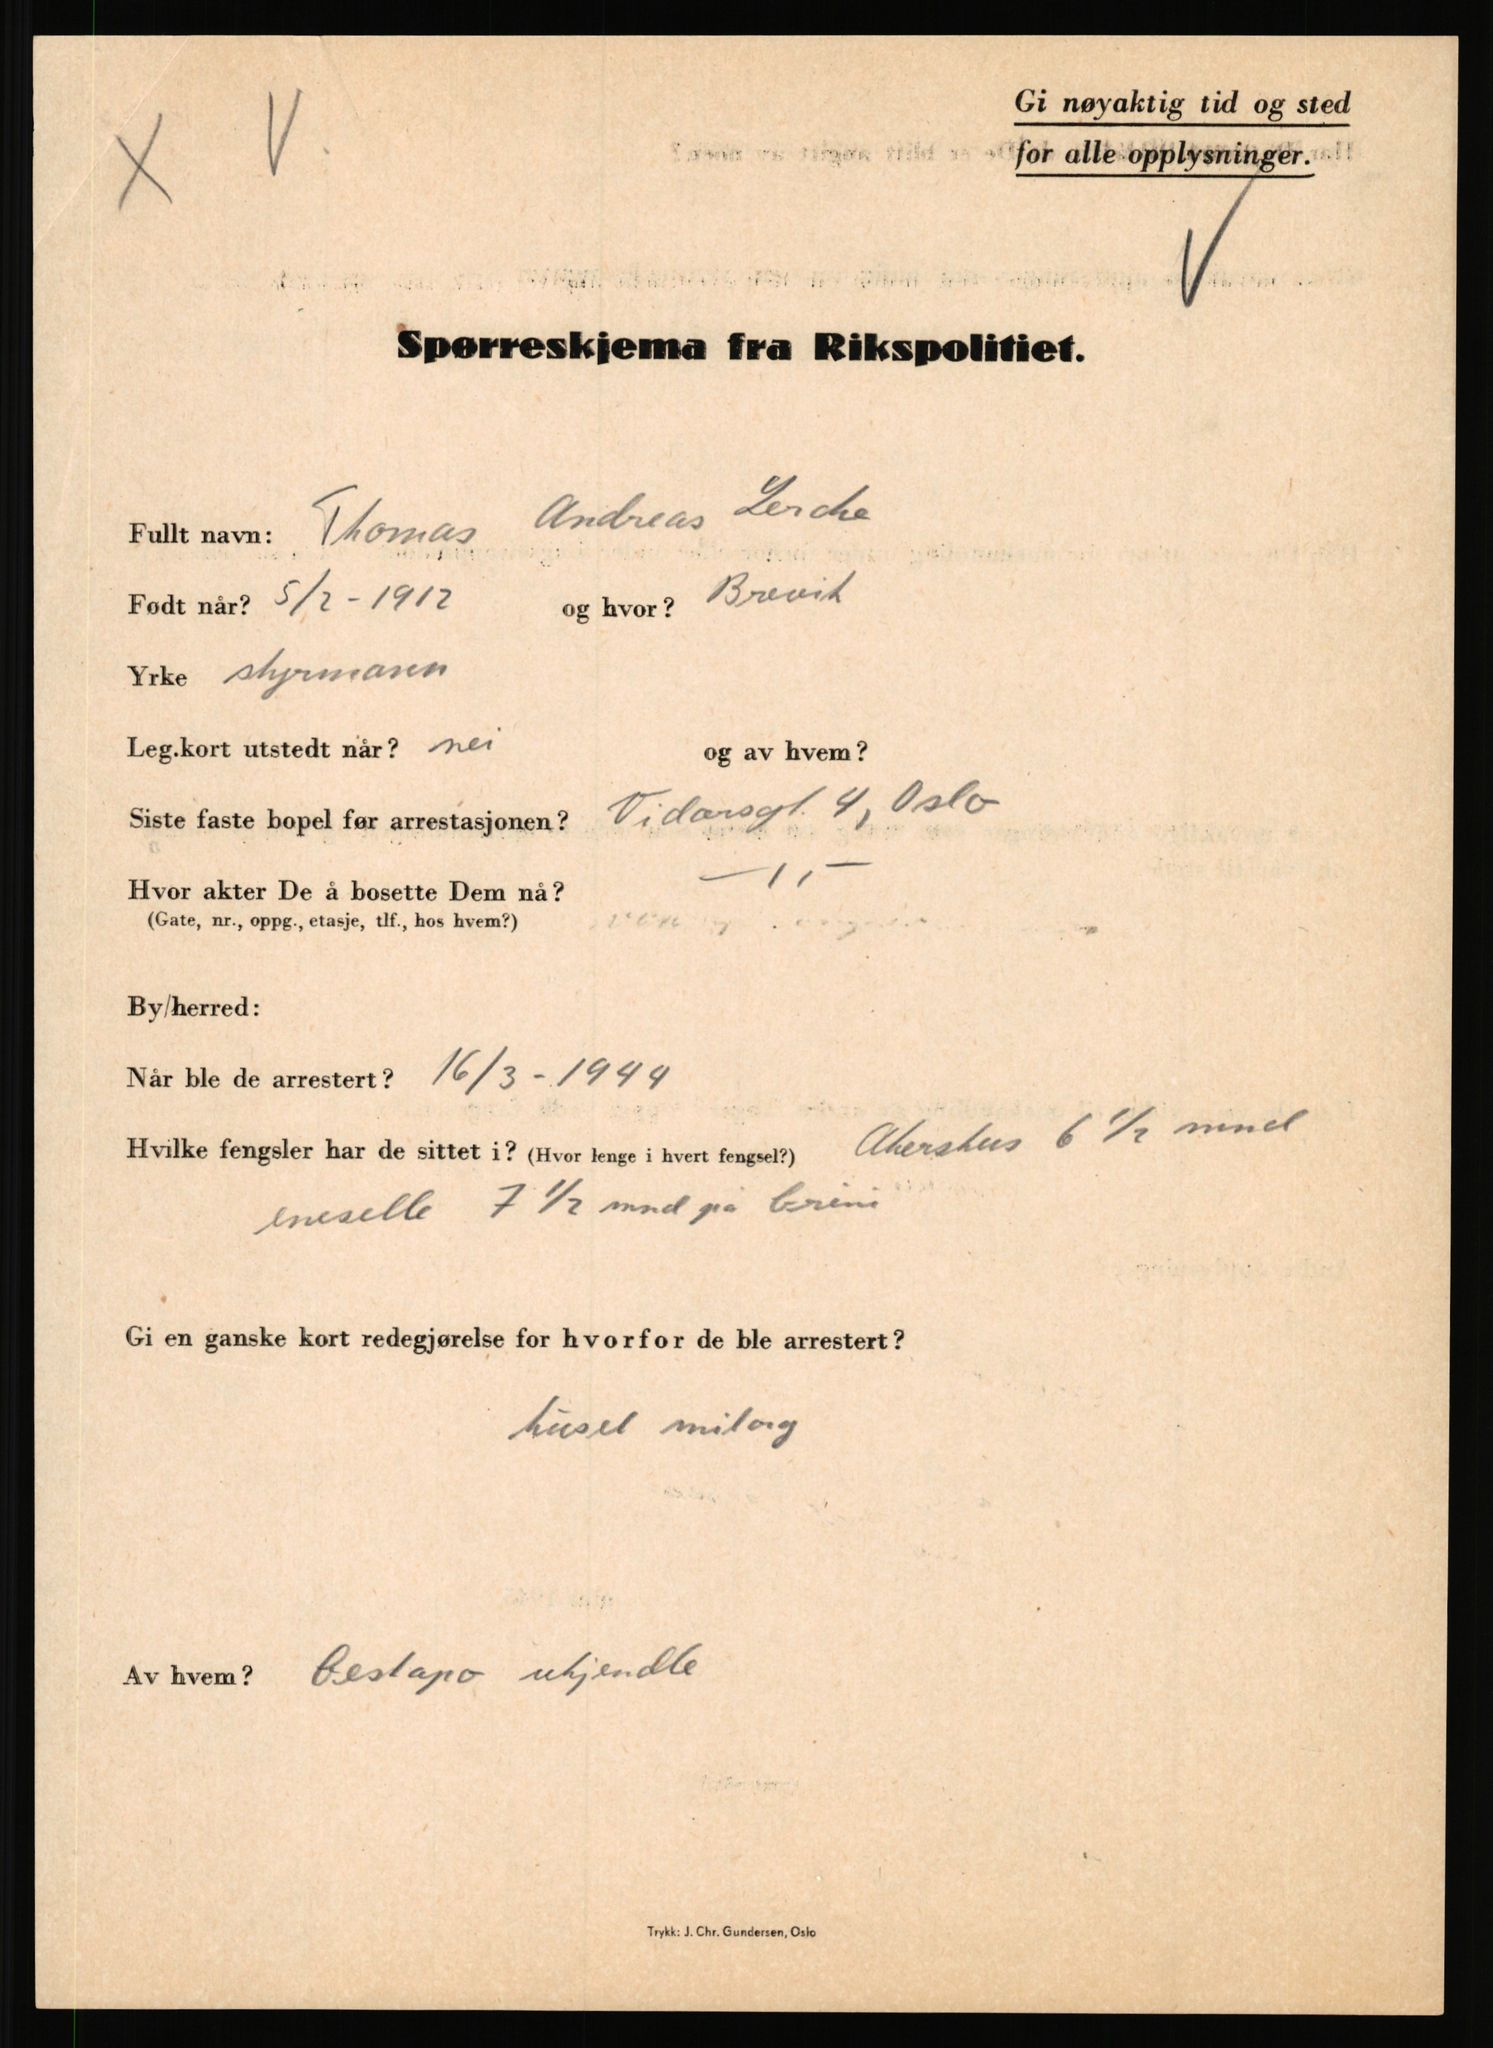 X V
Gi nøyaktig tid og sted
for alle opplysninger.
V
Spørreskjema fra Rikspolitiet.
Fullt navn: Thomas Andreas Lerche
Født når? 5/2 - 1912 og hvor? Brevik
Yrke styrmann
Leg.kort utstedt når? nei og av hvem?
Siste faste bopel før arrestasjonen? Vidarsgt. 4, Oslo
Hvor akter De å bosette Dem nå? — ı ı —
(Gate, nr., oppg., etasje, tlf., hos hvem?)
By/herred:
Når ble de arrestert? 16/3 - 1944
Hvilke fengsler har de sittet i? (Hvor lenge i hvert fengsel?) Akershus 6 1/2 mnd
enecelle 7 1/2 mnd på Grini
Gi en ganske kort redegjørelse for hvorfor de ble arrestert?
huset milorg
Av hvem? Gestapo ukjendte
Trykk: J. Chr. Gundersen, Oslo